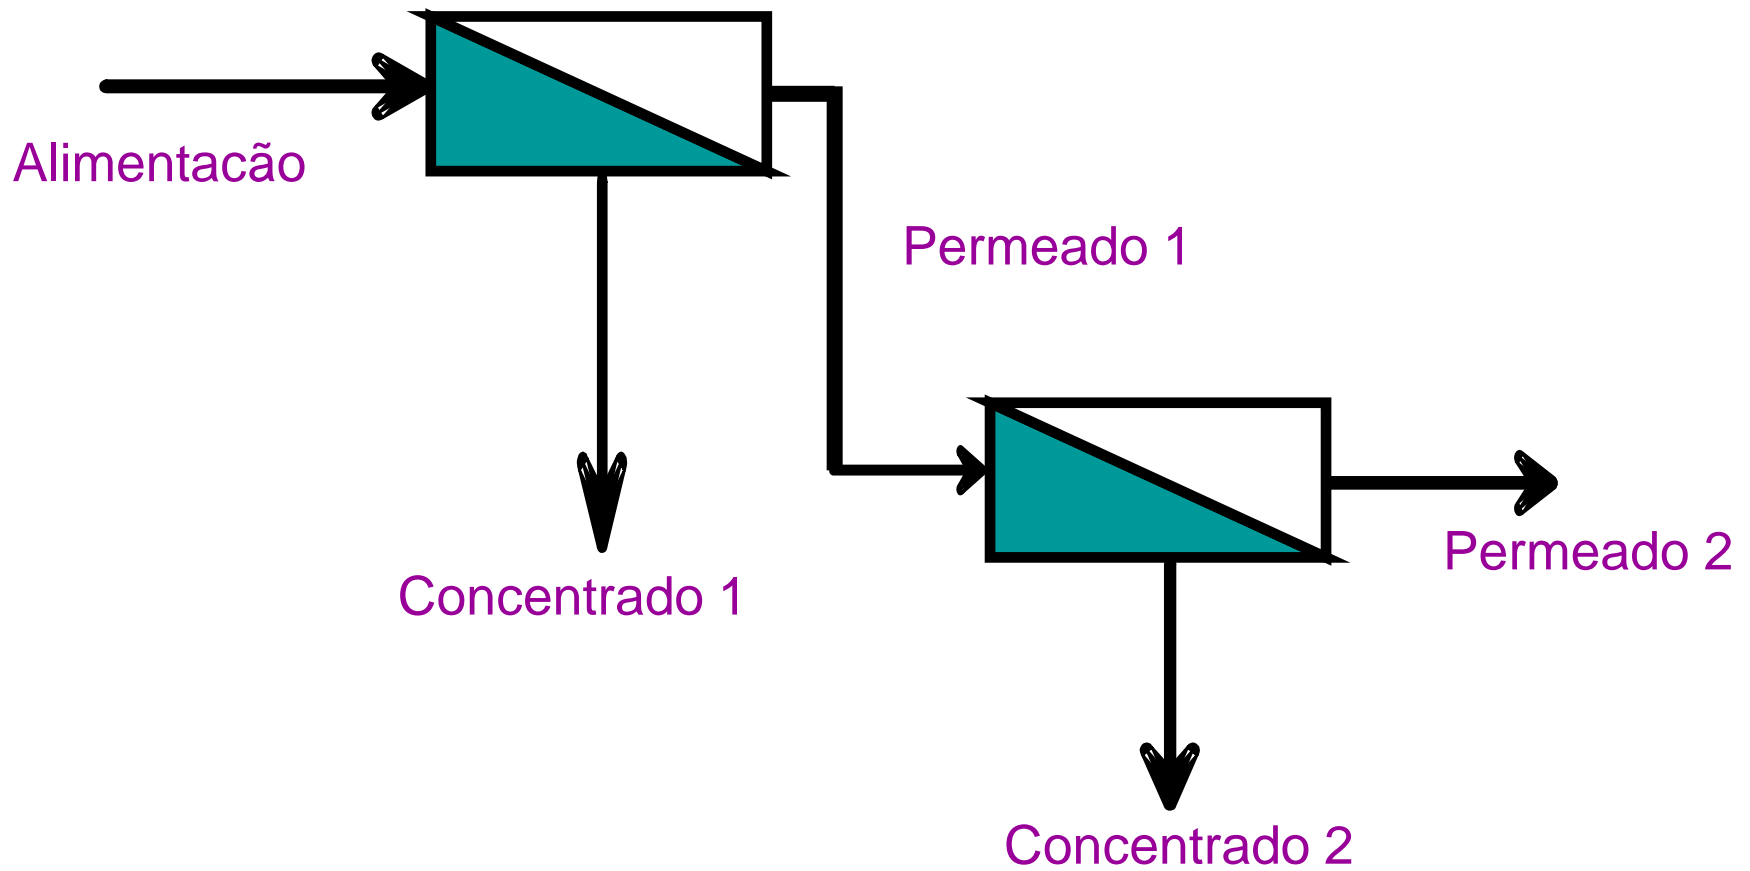 Alimentacão
Permeado 1
Permeado 2
Concentrado 1
Concentrado 2